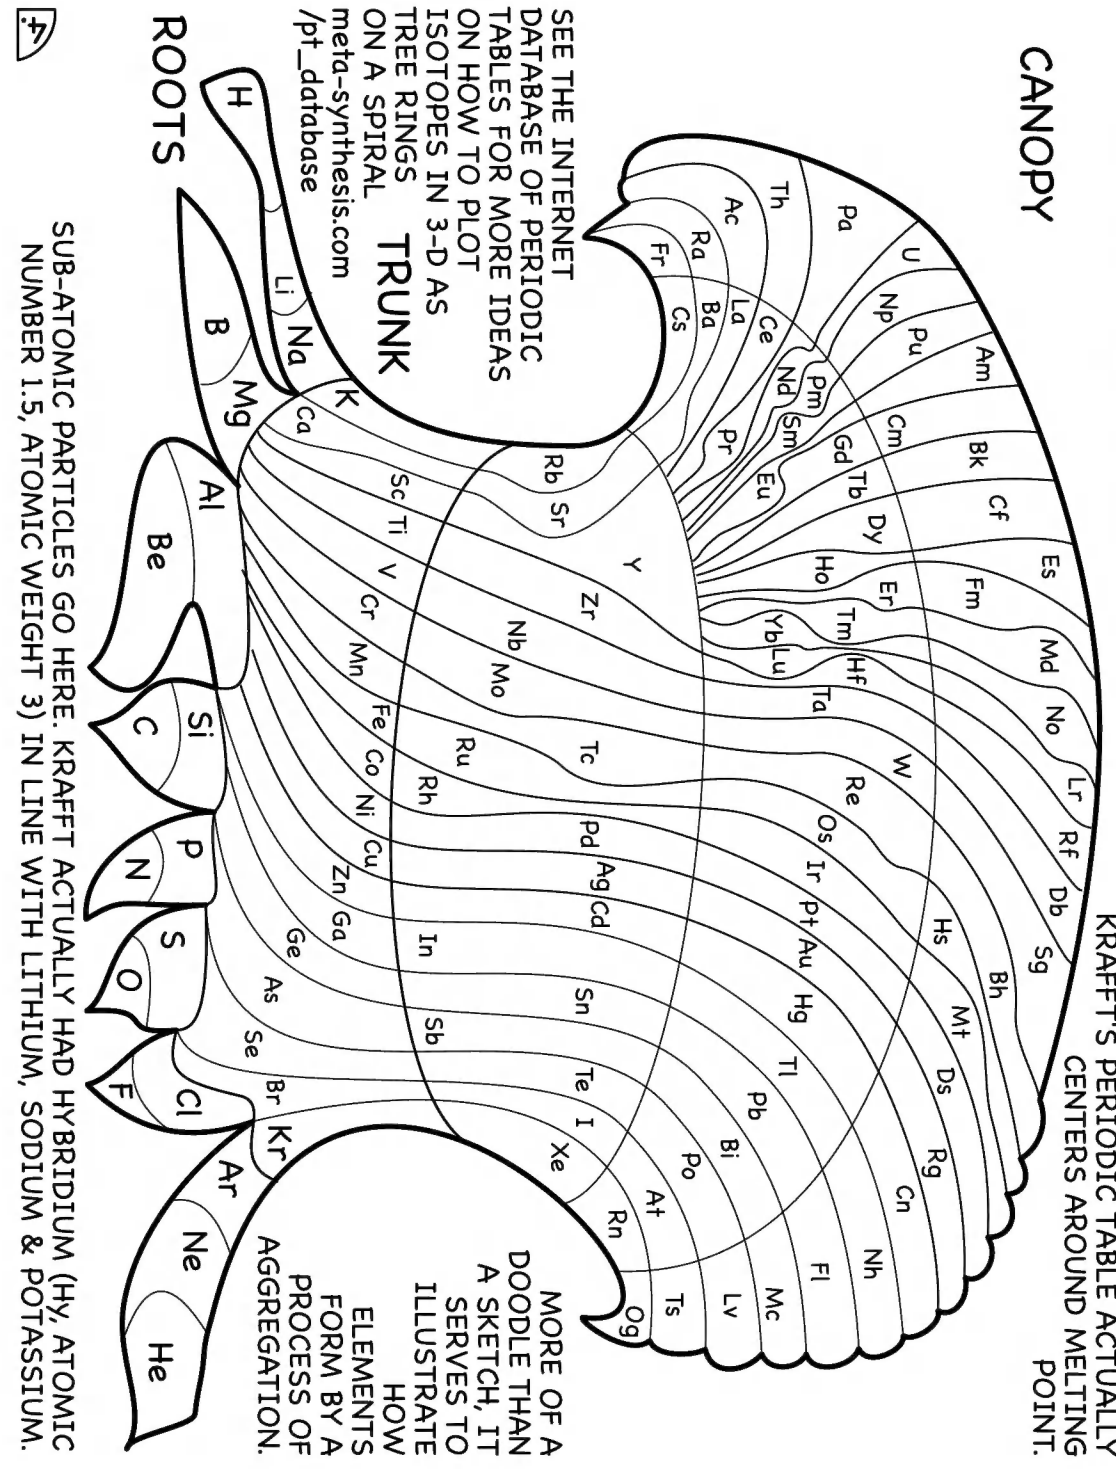 KRAFFT'S PERIODIC TABLE ACTUALLY
CENTERS AROUND MELTING
POINT.
CANOPY
Th Pa U Np Pu Am Cm Bk Cf Es Fm Md No Lr Rf Db Sg Bh Hs Mt Ds Rg Cn Nh Fl Mc Lv Ts Og
Fr Ra Ac
Cs Ba La Ce Pr Nd Pm Sm Eu Gd Tb Dy Ho Er Tm Yb Lu Hf Ta W Re Os Ir Pt Au Hg Tl Pb Bi Po At Rn
Rb Sr Y Zr Nb Mo Tc Ru Rh Pd Ag Cd In Sn Sb Te I Xe
K Ca Sc Ti V Cr Mn Fe Co Ni Cu Zn Ga Ge As Se Br Kr
Na Mg Al Si P S Cl Ar
Li Be B C N O F Ne
H He
SEE THE INTERNET
DATABASE OF PERIODIC
TABLES FOR MORE IDEAS
ON HOW TO PLOT
ISOTOPES IN 3-D AS
TREE RINGS
ON A SPIRAL
meta-synthesis.com
/pt_database
TRUNK
MORE OF A
DOODLE THAN
A SKETCH, IT
SERVES TO
ILLUSTRATE
HOW
ELEMENTS
FORM BY A
PROCESS OF
AGGREGATION.
ROOTS
SUB-ATOMIC PARTICLES GO HERE. KRAFFT ACTUALLY HAD HYBRIDIUM (Hy, ATOMIC
NUMBER 1.5, ATOMIC WEIGHT 3) IN LINE WITH LITHIUM, SODIUM & POTASSIUM.
.4.